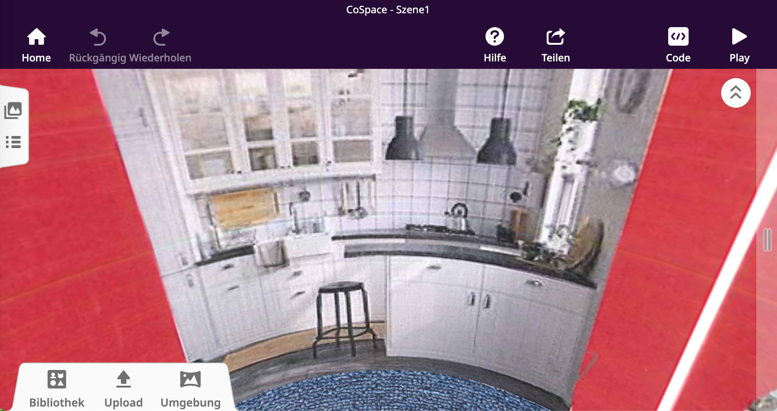 CoSpace - Szene1
Home
Rückgängig
Wiederholen
Hilfe
Teilen
Code
Play
Bibliothek
Upload
Umgebung